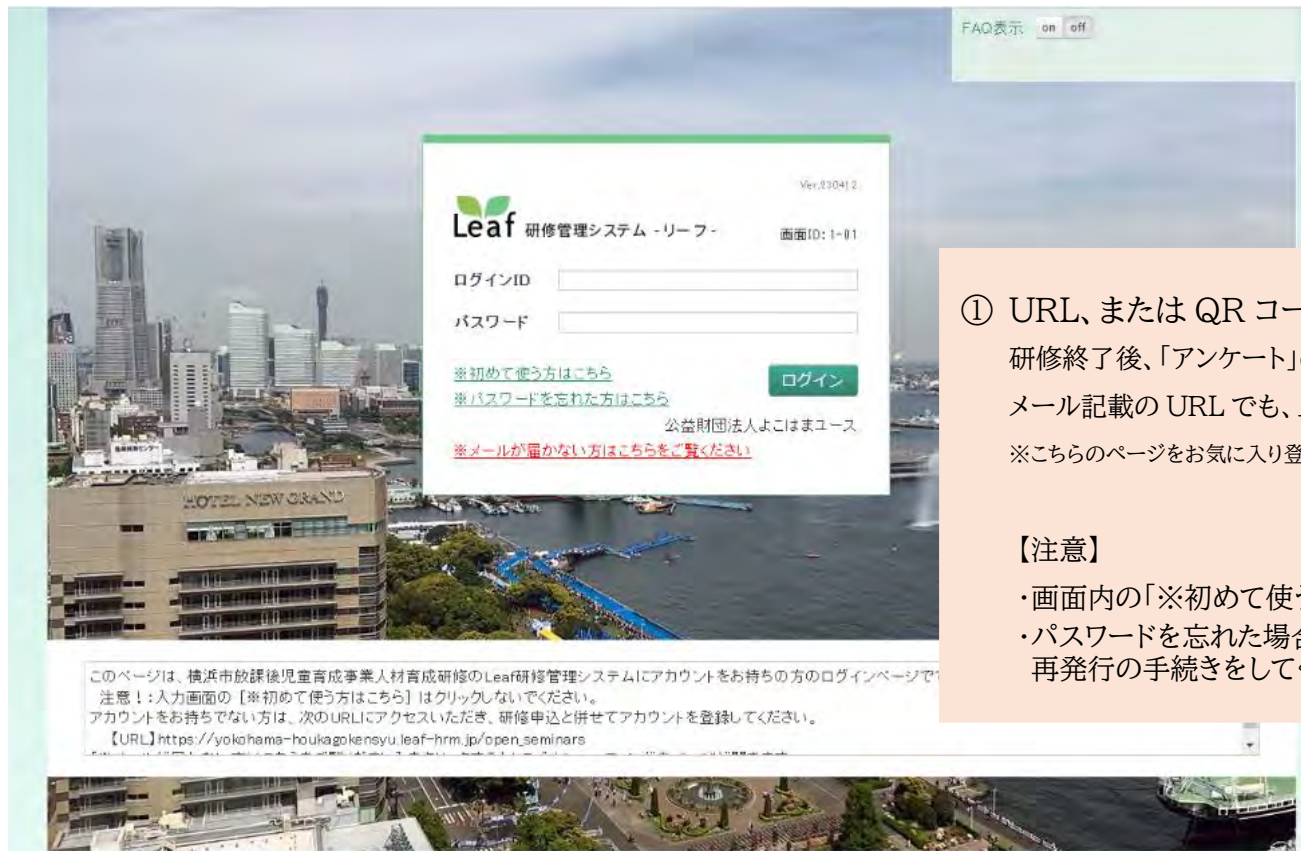 FAQ表示 on off
Ver.230412
Leaf 研修管理システム -リーフ-
画面ID: 1-01
ログインID
パスワード
※初めて使う方はこちら
ログイン
※パスワードを忘れた方はこちら
公益財団法人よこはまユース
※メールが届かない方はこちらをご覧ください
HOTEL NEW GRAND
① URL、または QR コー
研修終了後、「アンケート」
メール記載の URL でも、
※こちらのページをお気に入り登
【注意】
・画面内の「※初めて使
・パスワードを忘れた場合
再発行の手続きをして
このページは、横浜市放課後児童育成事業人材育成研修のLeaf研修管理システムにアカウントをお持ちの方のログインページで
注意!:入力画面の [※初めて使う方はこちら] はクリックしないでください。
アカウントをお持ちでない方は、次のURLにアクセスいただき、研修申込と併せてアカウントを登録してください。
【URL】https://yokohama-houkagokensyu.leaf-hrm.jp/open_seminars